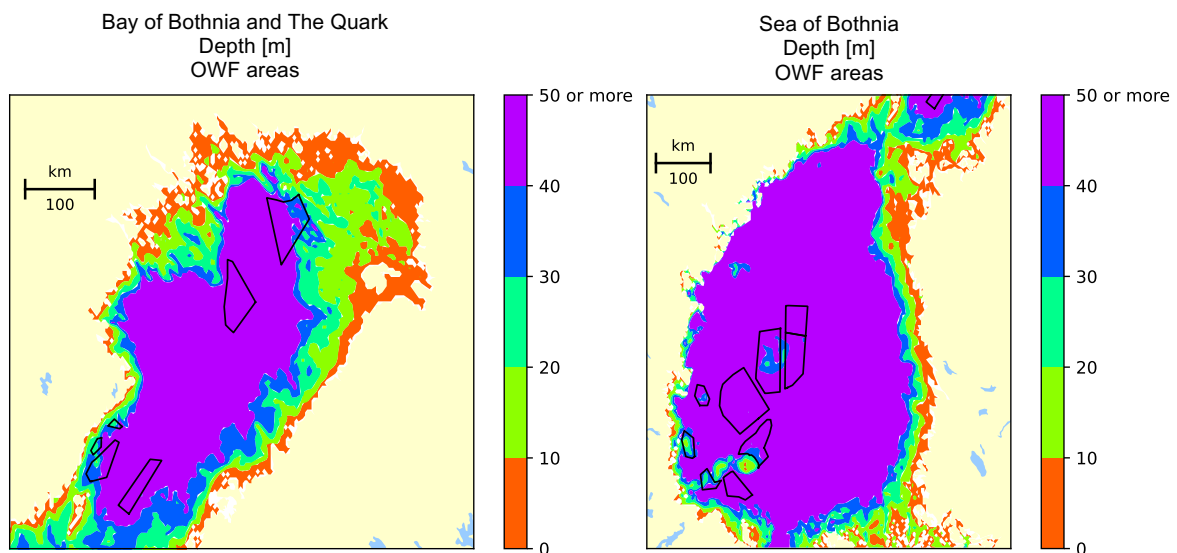 Bay of Bothnia and The Quark
Depth [m]
OWF areas
km
100
50 or more
40
30
20
10
0
Sea of Bothnia
Depth [m]
OWF areas
km
100
50 or more
40
30
20
10
0